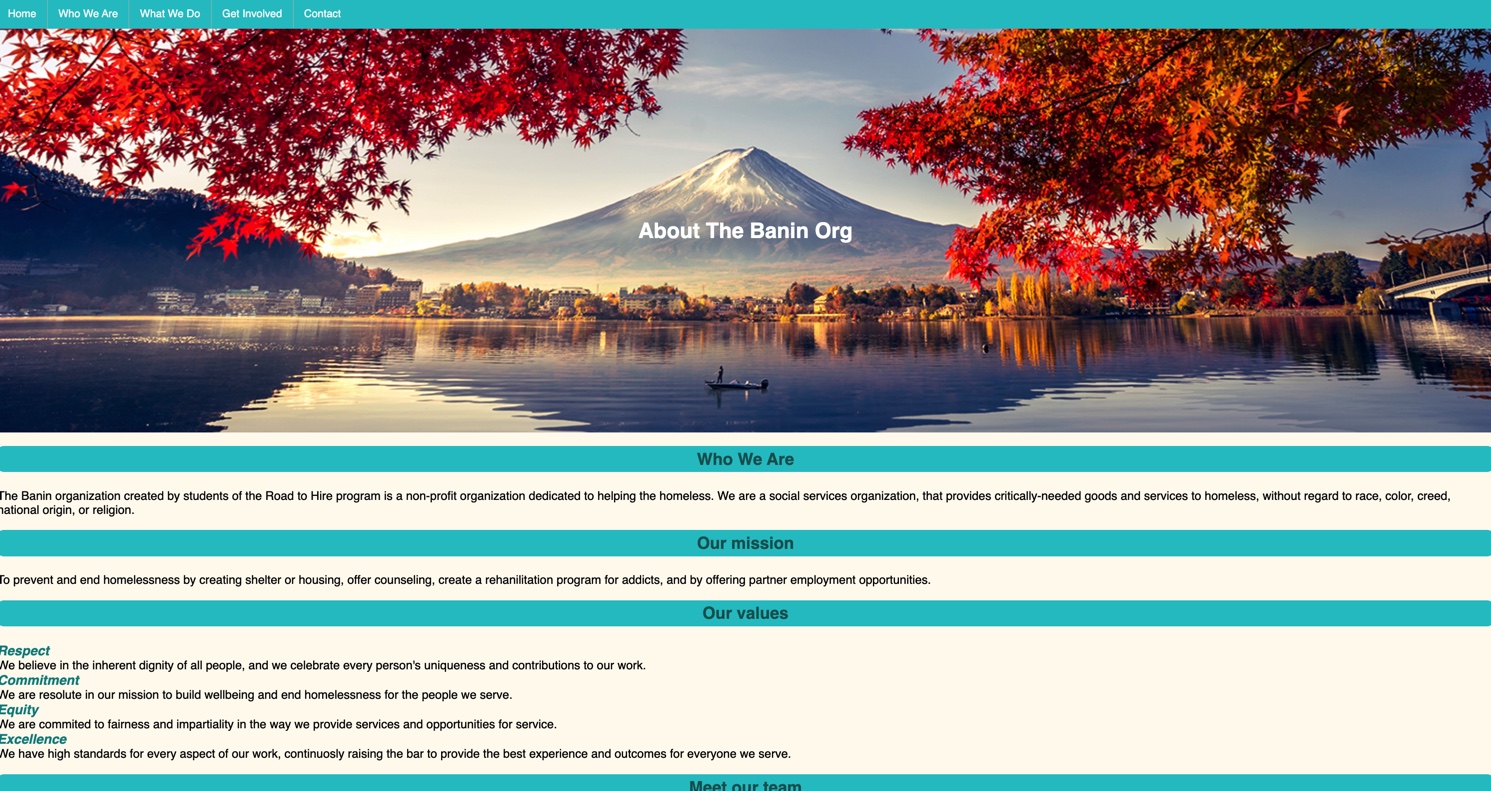 Home Who We Are What We Do Get Involved Contact
About The Banin Org
Who We Are
The Banin organization created by students of the Road to Hire program is a non-profit organization dedicated to helping the homeless. We are a social services organization, that provides critically-needed goods and services to homeless, without regard to race, color, creed,
national origin, or religion.
Our mission
To prevent and end homelessness by creating shelter or housing, offer counseling, create a rehanilitation program for addicts, and by offering partner employment opportunities.
Our values
Respect
We believe in the inherent dignity of all people, and we celebrate every person's uniqueness and contributions to our work.
Commitment
We are resolute in our mission to build wellbeing and end homelessness for the people we serve.
Equity
We are commited to fairness and impartiality in the way we provide services and opportunities for service.
Excellence
We have high standards for every aspect of our work, continuosly raising the bar to provide the best experience and outcomes for everyone we serve.
Meet our team